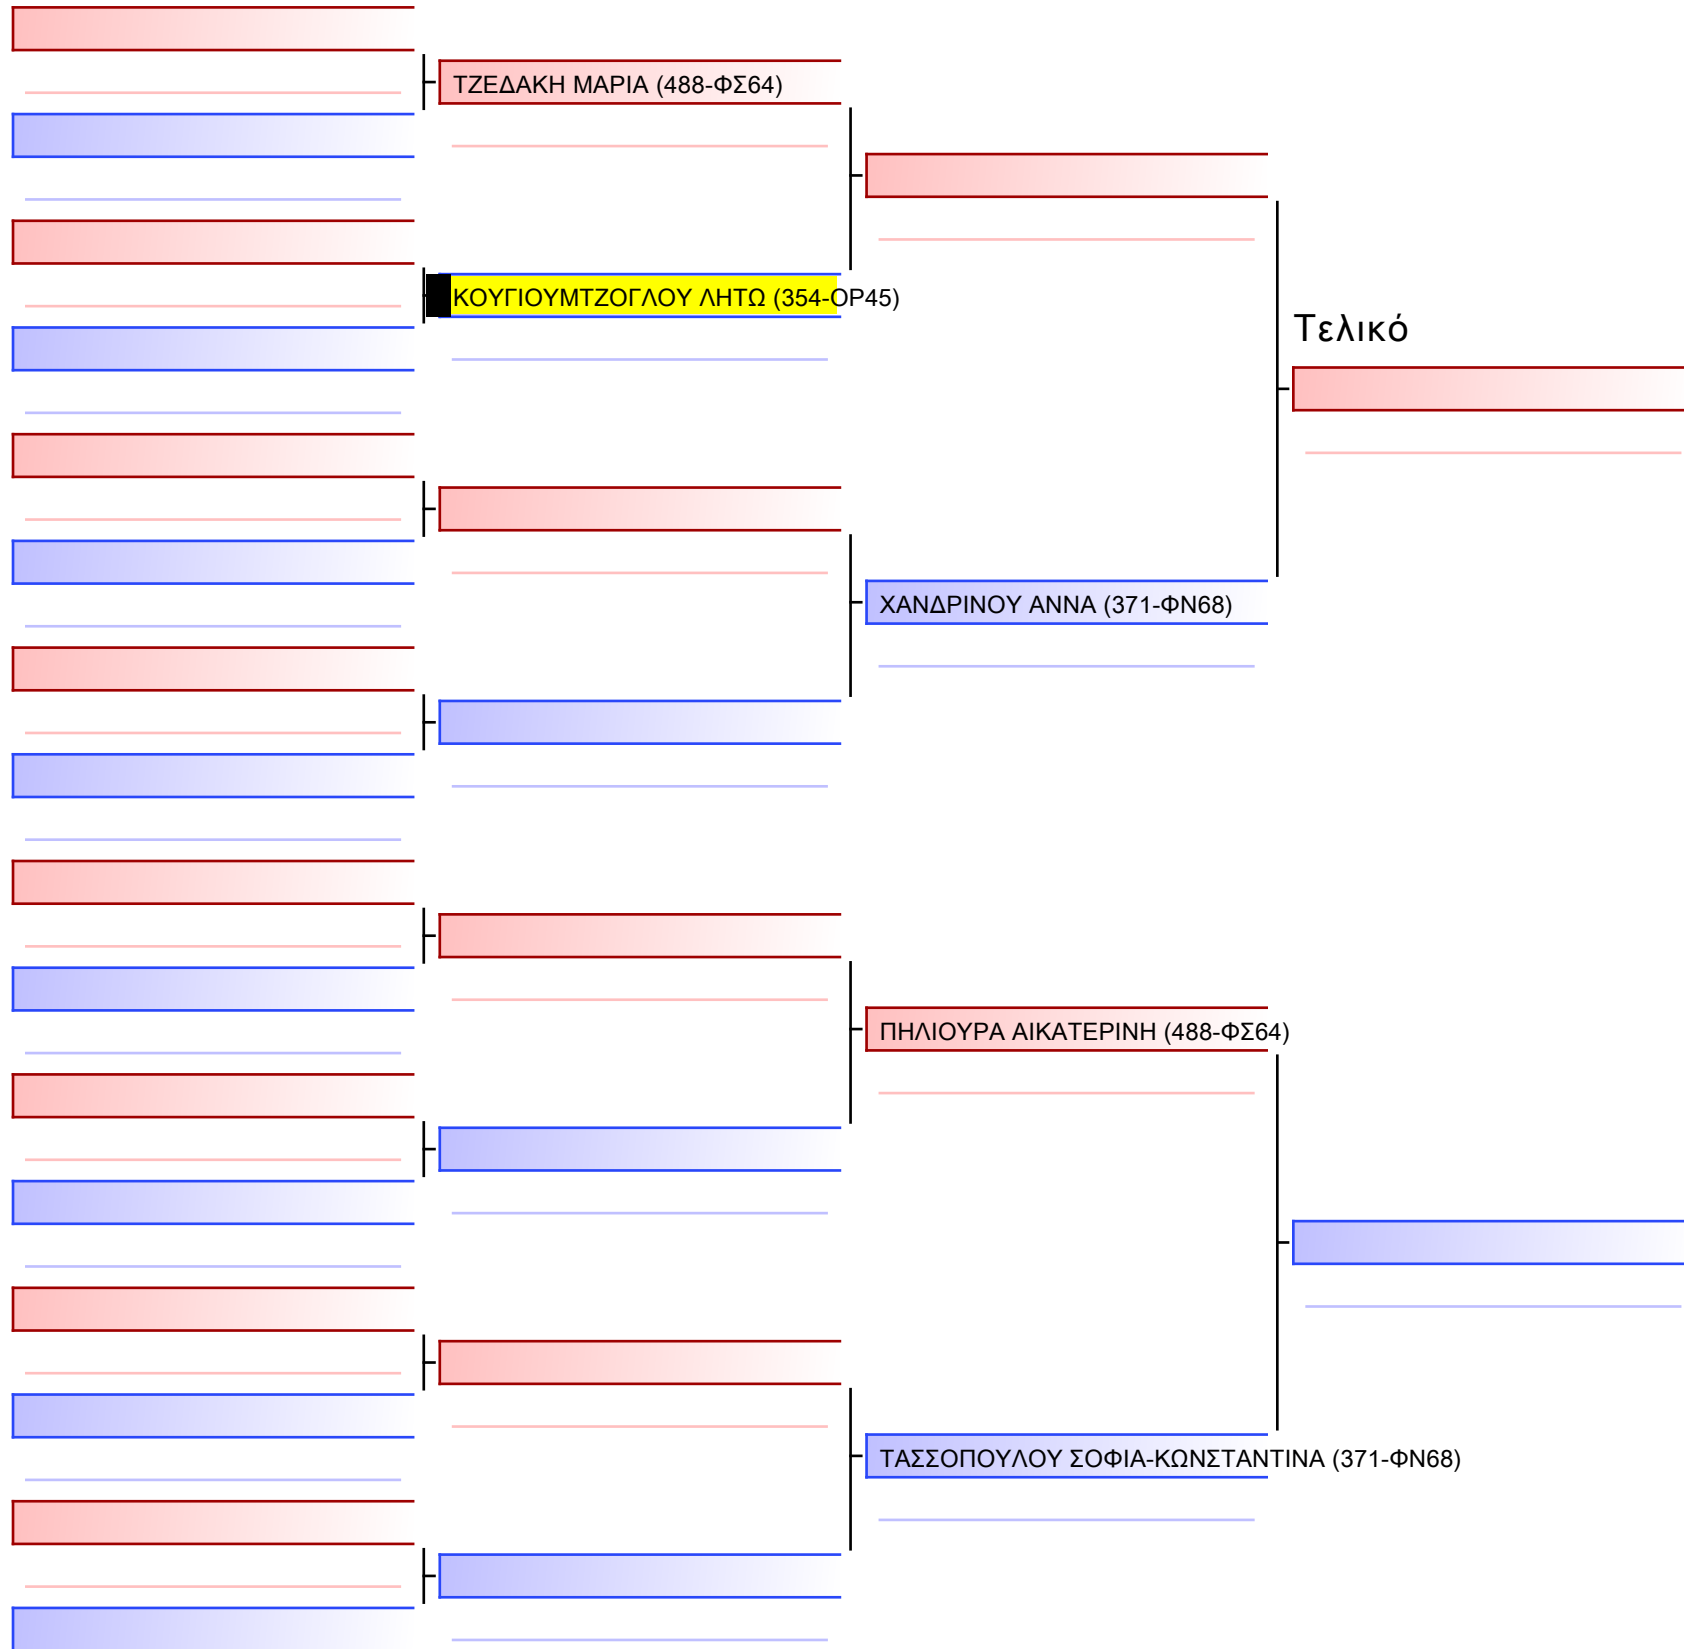 ΤΖΕΔΑΚΗ ΜΑΡΙΑ (488-ΦΣ64)
ΚΟΥΓΙΟΥΜΤΖΟΓΛΟΥ ΛΗΤΩ (354-ΟΡ45)
Τελικό
ΧΑΝΔΡΙΝΟΥ ΑΝΝΑ (371-ΦΝ68)
ΠΗΛΙΟΥΡΑ ΑΙΚΑΤΕΡΙΝΗ (488-ΦΣ64)
ΤΑΣΣΟΠΟΥΛΟΥ ΣΟΦΙΑ-ΚΩΝΣΤΑΝΤΙΝΑ (371-ΦΝ68)